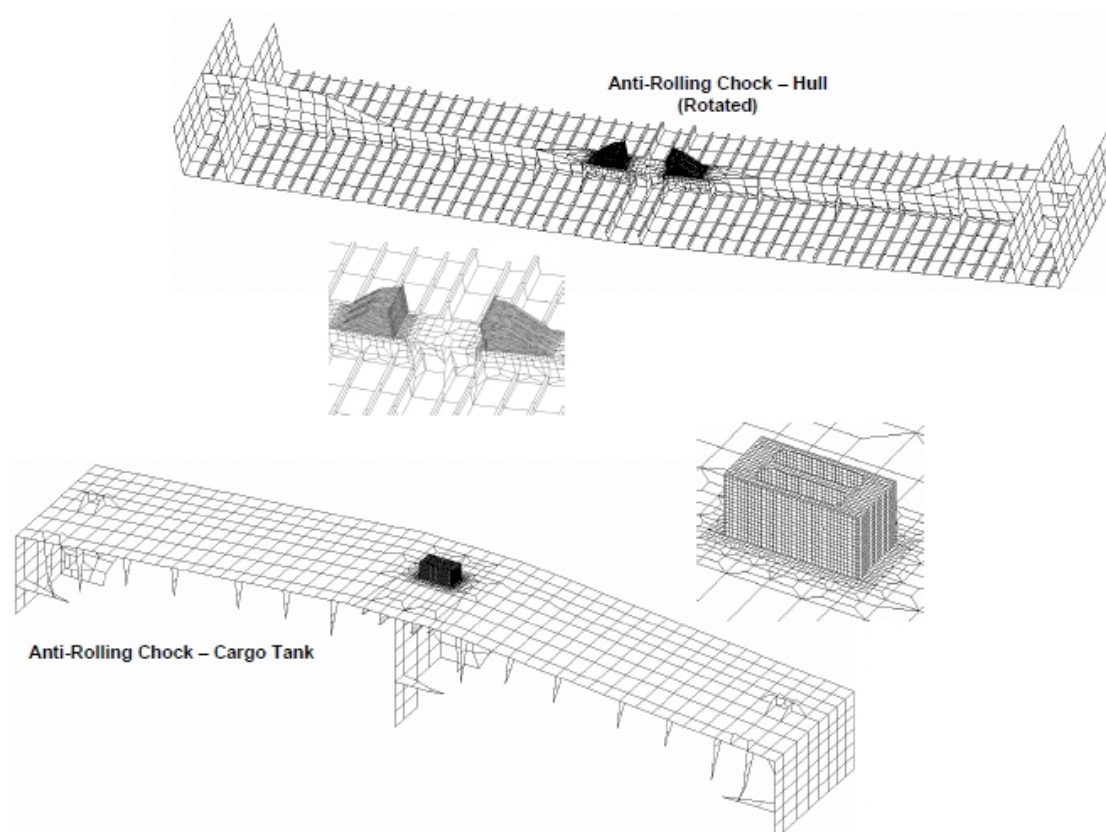 Anti-Rolling Chock – Hull
(Rotated)
Anti-Rolling Chock – Cargo Tank